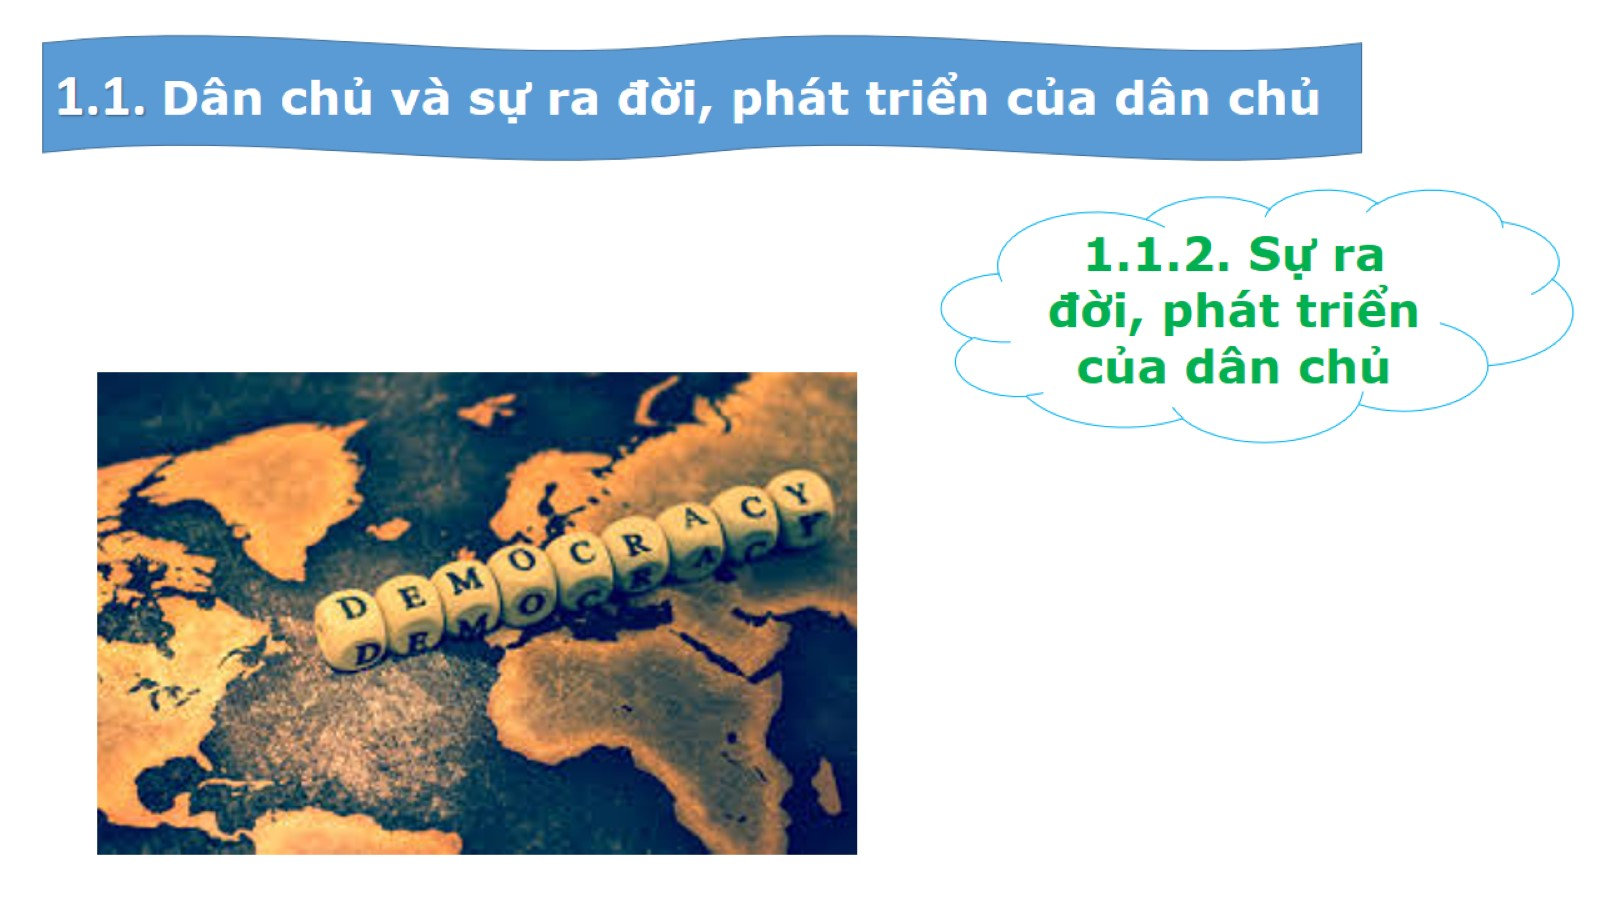 1.1. Dân chủ và sự ra đời, phát triển của dân chủ
1.1.2. Sự ra
đời, phát triển
của dân chủ
DEMOCRACY
DEMOCRACY